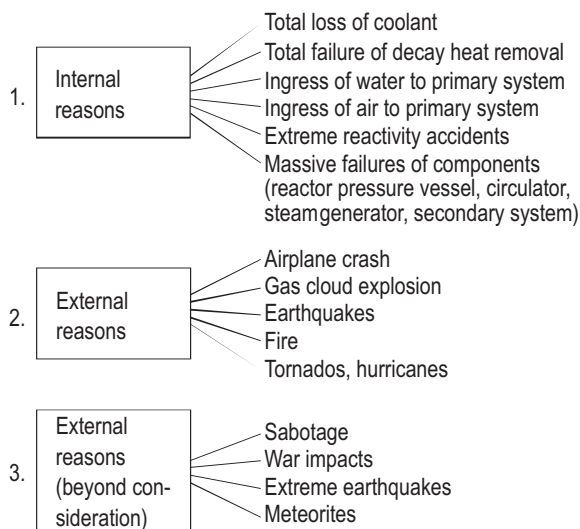 1.
Internal
reasons
Total loss of coolant
Total failure of decay heat removal
Ingress of water to primary system
Ingress of air to primary system
Extreme reactivity accidents
Massive failures of components
(reactor pressure vessel, circulator,
steamgenerator, secondary system)
2.
External
reasons
Airplane crash
Gas cloud explosion
Earthquakes
Fire
Tornados, hurricanes
3.
External
reasons
(beyond con-
sideration)
Sabotage
War impacts
Extreme earthquakes
Meteorites